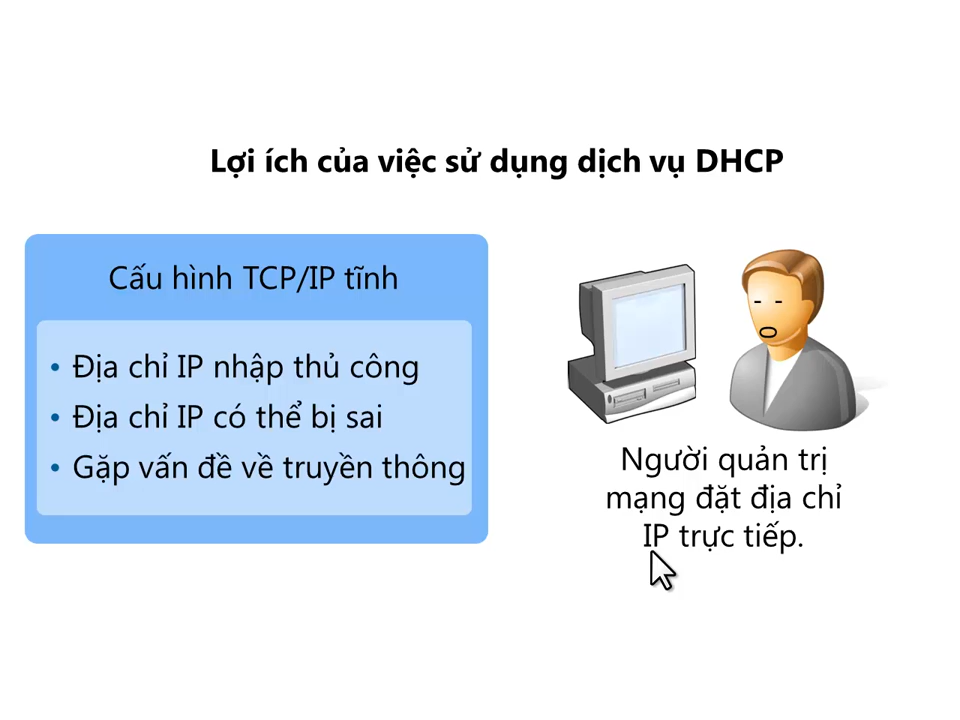 Lợi ích của việc sử dụng dịch vụ DHCP
Cấu hình TCP/IP tĩnh
• Địa chỉ IP nhập thủ công
• Địa chỉ IP có thể bị sai
• Gặp vấn đề về truyền thông
Người quản trị
mạng đặt địa chỉ
IP trực tiếp.